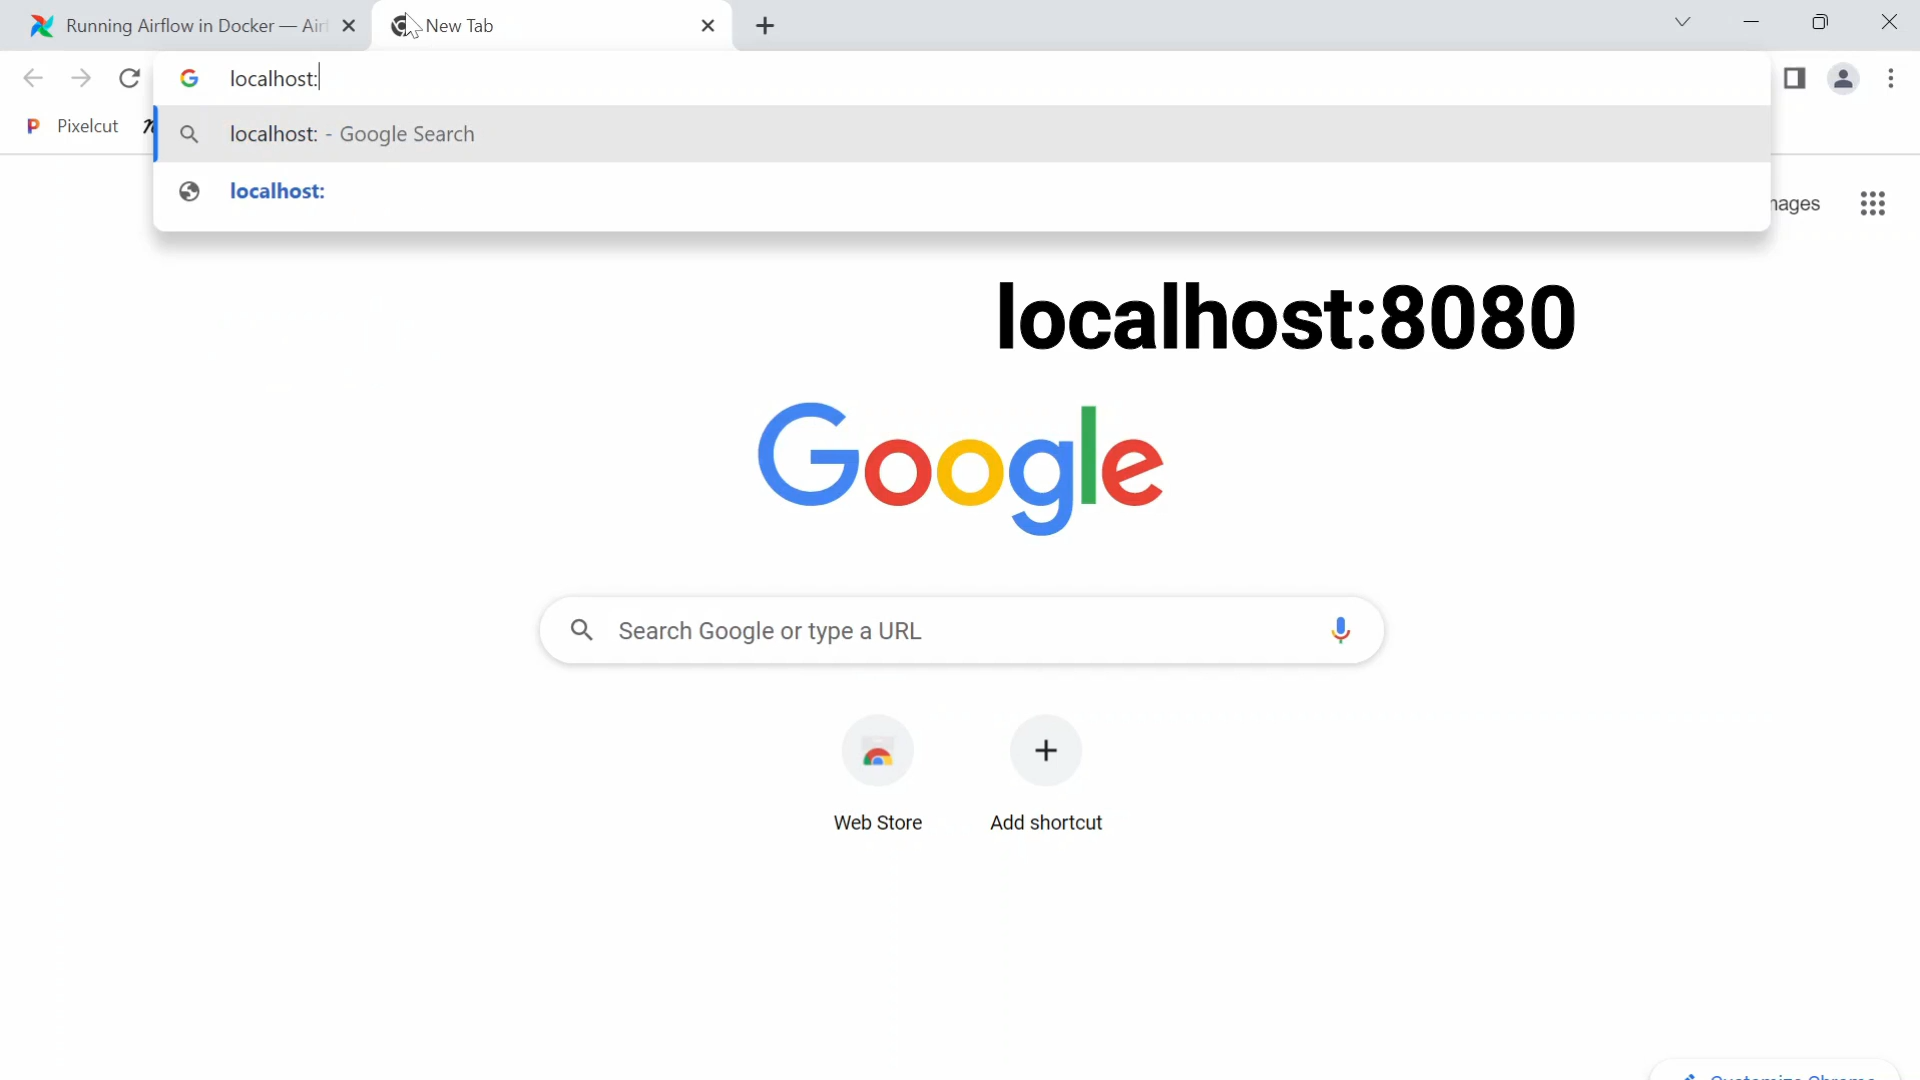 Running Airflow in Docker — Air
New Tab
localhost:
Pixelcut
localhost: - Google Search
localhost:
localhost:8080
Google
Search Google or type a URL
Web Store
Add shortcut
Customize Chrome